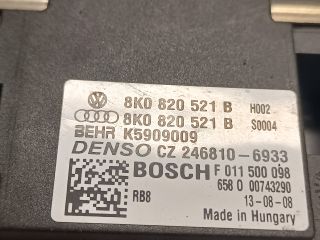 8K0 820 521 B H002
8K0 820 521 B S0004
BEHR K5909009
DENSO CZ 246810-6933
BOSCH F 011 500 098
658 0 00743290
RB8 13-08-08
Made in Hungary